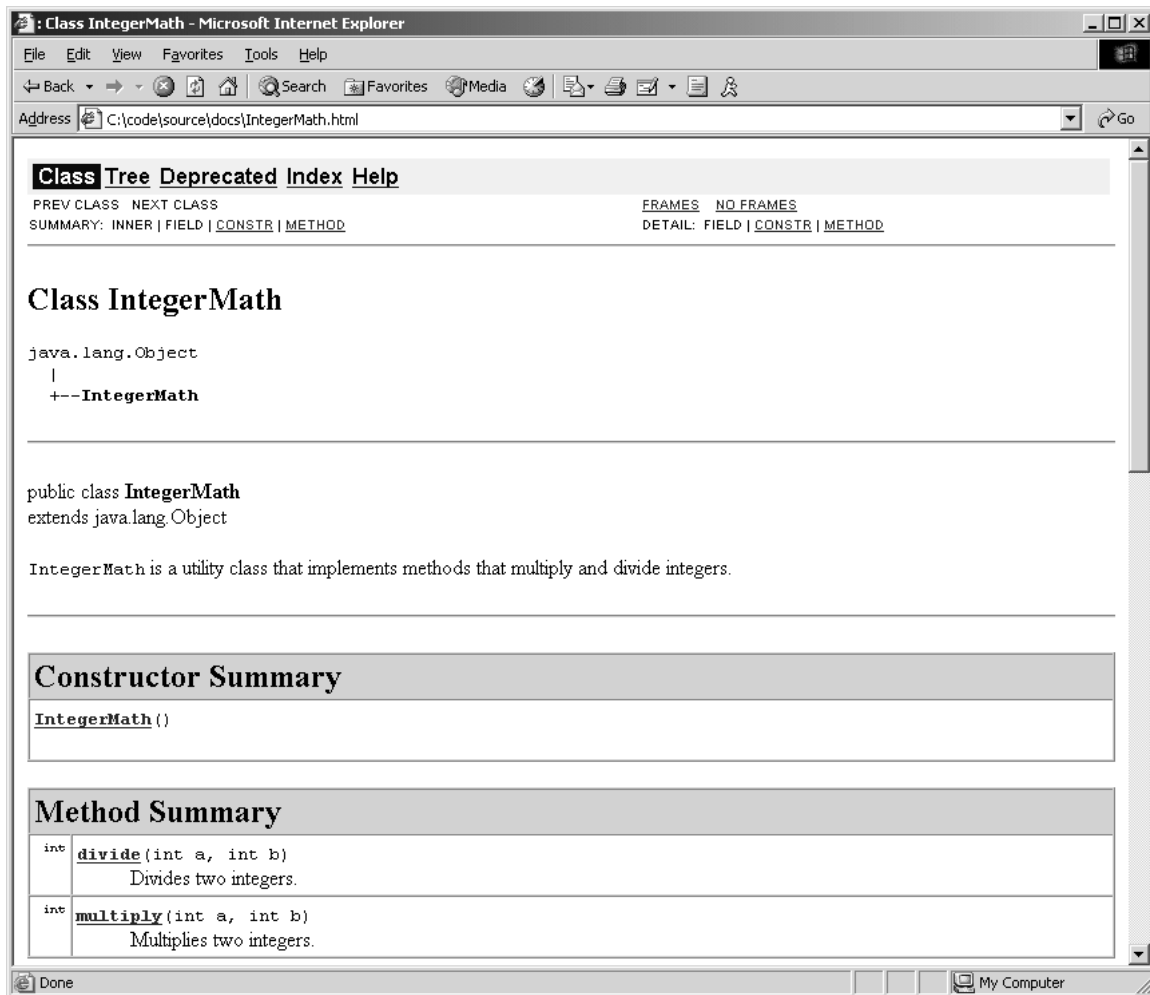 : Class IntegerMath - Microsoft Internet Explorer
File Edit View Favorites Tools Help
Back Search Favorites Media
Address C:\code\source\docs\IntegerMath.html Go
Class Tree Deprecated Index Help
PREV CLASS NEXT CLASS FRAMES NO FRAMES
SUMMARY: INNER | FIELD | CONSTR | METHOD DETAIL: FIELD | CONSTR | METHOD
Class IntegerMath
java.lang.Object
|
+--IntegerMath
public class IntegerMath
extends java.lang.Object
IntegerMath is a utility class that implements methods that multiply and divide integers.
Constructor Summary
IntegerMath()
Method Summary
int divide(int a, int b)
Divides two integers.
int multiply(int a, int b)
Multiplies two integers.
Done My Computer